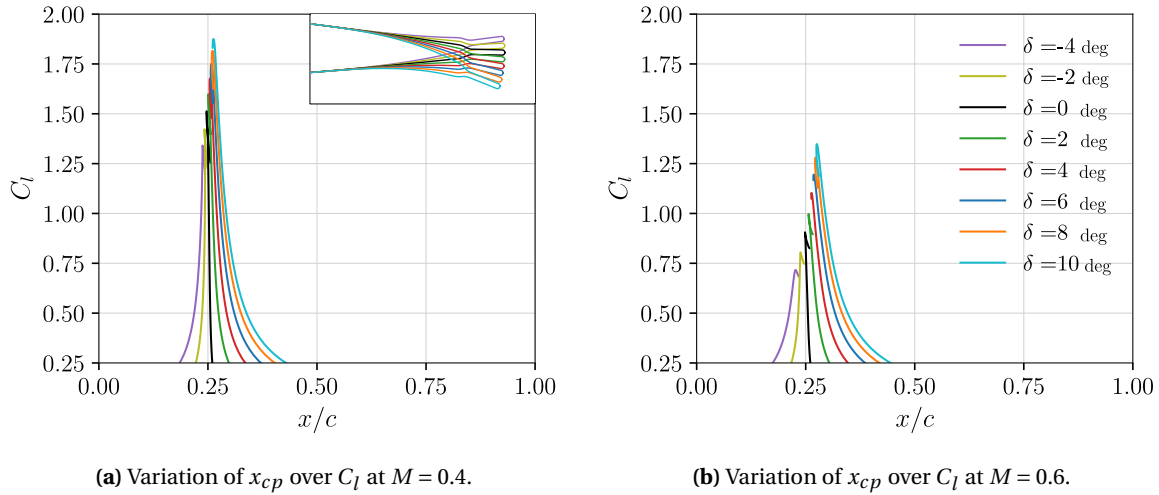 2.00
1.75
1.50
1.25
1.00
0.75
0.50
0.25
C_l
0.00 0.25 0.50 0.75 1.00
x/c
(a) Variation of x_{cp} over C_l at M = 0.4.
2.00
1.75
1.50
1.25
1.00
0.75
0.50
0.25
C_l
δ =-4 deg
δ =-2 deg
δ =0 deg
δ =2 deg
δ =4 deg
δ =6 deg
δ =8 deg
δ =10 deg
0.00 0.25 0.50 0.75 1.00
x/c
(b) Variation of x_{cp} over C_l at M = 0.6.